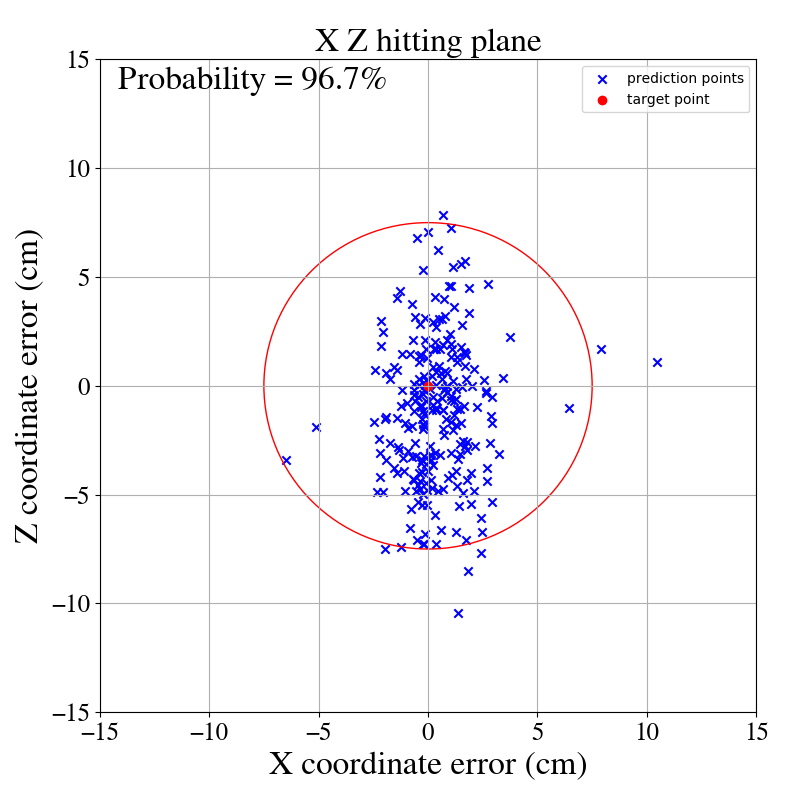 X Z hitting plane
Probability = 96.7%
prediction points
target point
Z coordinate error (cm)
15
10
5
0
−5
−10
−15
−15
−10
−5
0
5
10
15
X coordinate error (cm)